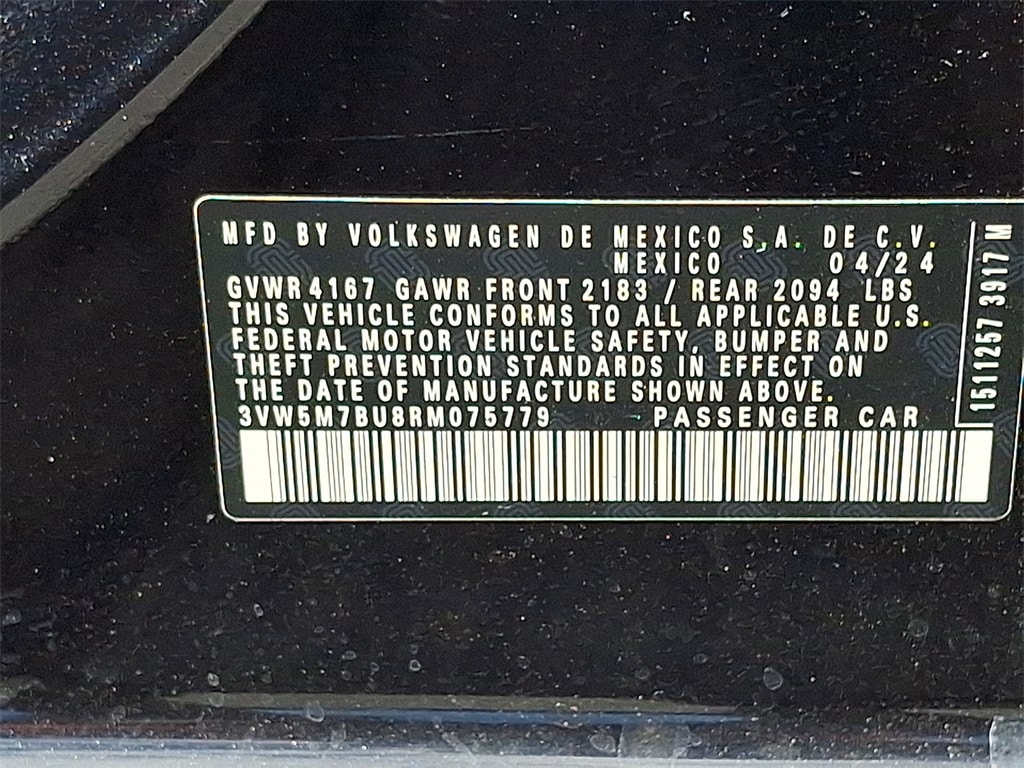 MFD BY VOLKSWAGEN DE MEXICO S.A. DE C.V.
MEXICO 04/24
GVWR 4167 GAWR FRONT 2183 / REAR 2094 LBS
THIS VEHICLE CONFORMS TO ALL APPLICABLE U.S.
FEDERAL MOTOR VEHICLE SAFETY, BUMPER AND
THEFT PREVENTION STANDARDS IN EFFECT ON
THE DATE OF MANUFACTURE SHOWN ABOVE.
3VW5M7BU8RM075779 PASSENGER CAR
1511257 3917 M